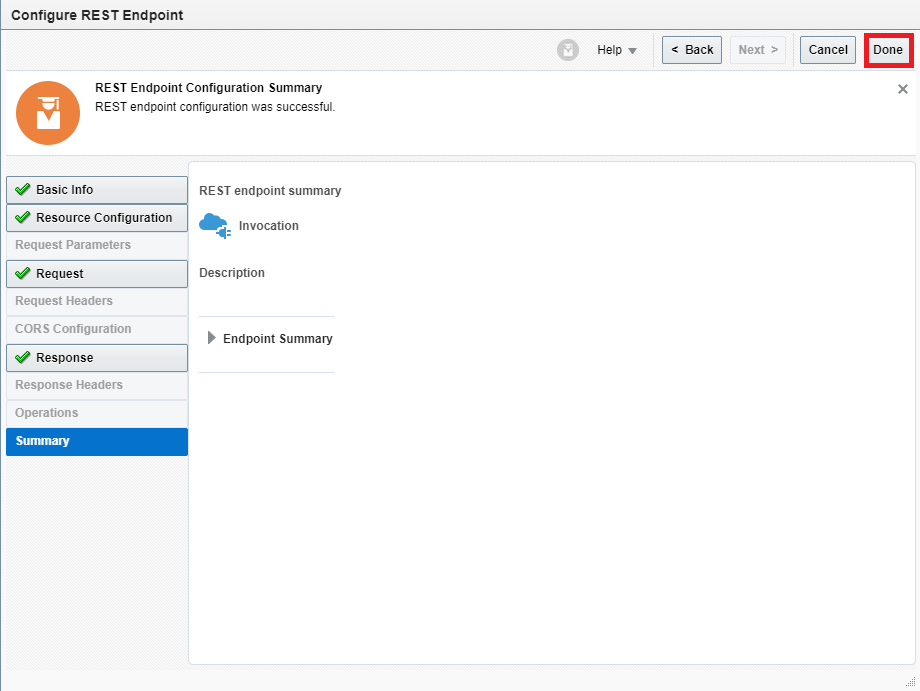 Configure REST Endpoint
Help
< Back
Next >
Cancel
Done
REST Endpoint Configuration Summary
REST endpoint configuration was successful.
Basic Info
Resource Configuration
Request Parameters
Request
Request Headers
CORS Configuration
Response
Response Headers
Operations
Summary
REST endpoint summary
Invocation
Description
Endpoint Summary